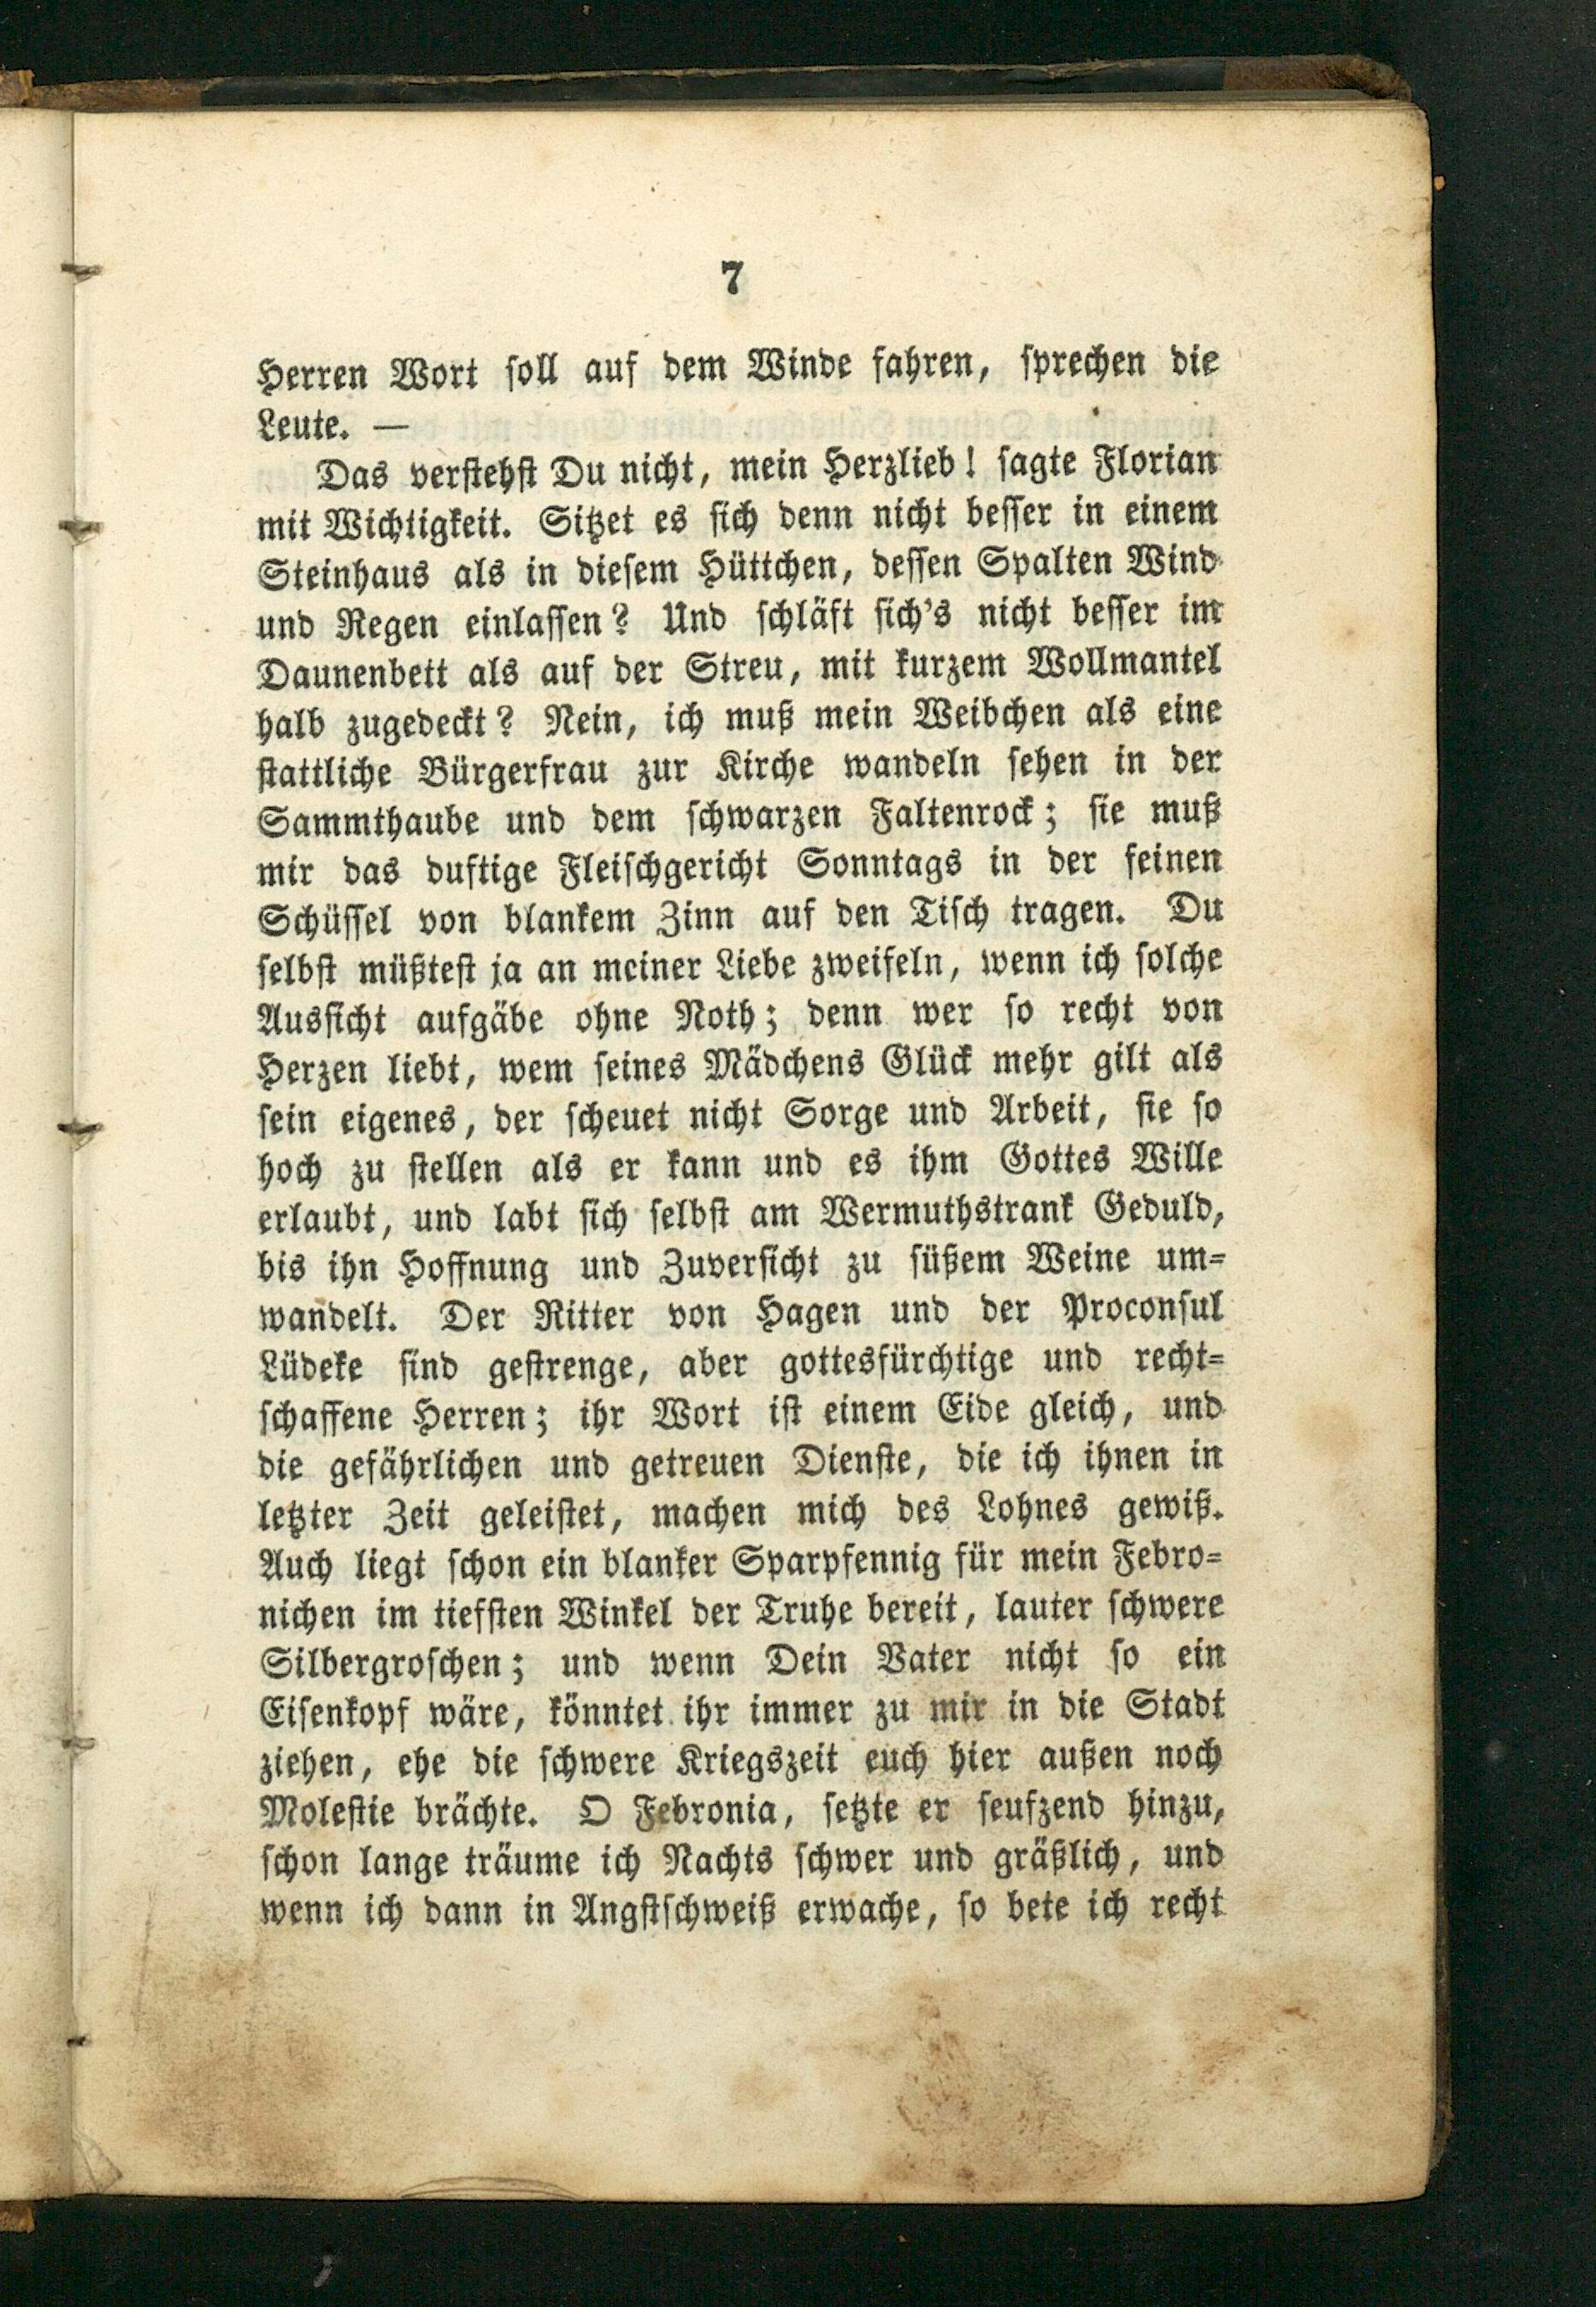 7
Herren Wort soll auf dem Winde fahren, sprechen die
Leute. —
Das verstehst Du nicht, mein Herzlieb! sagte Florian
mit Wichtigkeit. Sitzet es sich denn nicht besser in einem
Steinhaus als in diesem Hüttchen, dessen Spalten Wind
und Regen einlassen? Und schläft sich's nicht besser im
Daunenbett als auf der Streu, mit kurzem Wollmantel
halb zugedeckt? Nein, ich muß mein Weibchen als eine
stattliche Bürgerfrau zur Kirche wandeln sehen in der
Sammthaube und dem schwarzen Faltenrock; sie muß
mir das duftige Fleischgericht Sonntags in der feinen
Schüssel von blankem Zinn auf den Tisch tragen. Du
selbst müßtest ja an meiner Liebe zweifeln, wenn ich solche
Aussicht aufgäbe ohne Noth; denn wer so recht von
Herzen liebt, wem seines Mädchens Glück mehr gilt als
sein eigenes, der scheuet nicht Sorge und Arbeit, sie so
hoch zu stellen als er kann und es ihm Gottes Wille
erlaubt, und labt sich selbst am Wermuthstrank Geduld,
bis ihn Hoffnung und Zuversicht zu süßem Weine um=
wandelt. Der Ritter von Hagen und der Proconsul
Lüdeke sind gestrenge, aber gottesfürchtige und recht=
schaffene Herren; ihr Wort ist einem Eide gleich, und
die gefährlichen und getreuen Dienste, die ich ihnen in
letzter Zeit geleistet, machen mich des Lohnes gewiß.
Auch liegt schon ein blanker Sparpfennig für mein Febro=
nichen im tiefsten Winkel der Truhe bereit, lauter schwere
Silbergroschen; und wenn Dein Vater nicht so ein
Eisenkopf wäre, könntet ihr immer zu mir in die Stadt
ziehen, ehe die schwere Kriegszeit euch hier außen noch
Molestie brächte. O Febronia, setzte er seufzend hinzu,
schon lange träume ich Nachts schwer und gräßlich, und
wenn ich dann in Angstschweiß erwache, so bete ich recht